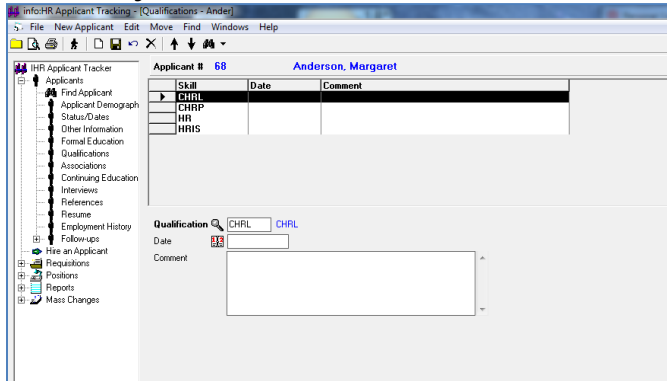 info:HR Applicant Tracking - [Qualifications - Ander]
File New Applicant Edit Move Find Windows Help
Applicant # 68 Anderson, Margaret
IHR Applicant Tracker
Applicants
Find Applicant
Applicant Demograph
Status/Dates
Other Information
Formal Education
Qualifications
Associations
Continuing Education
Interviews
References
Resume
Employment History
Follow-ups
Hire an Applicant
Requisitions
Positions
Reports
Mass Changes
Skill Date Comment
CHRL
CHRP
HR
HRIS
Qualification CHRL CHRL
Date
Comment